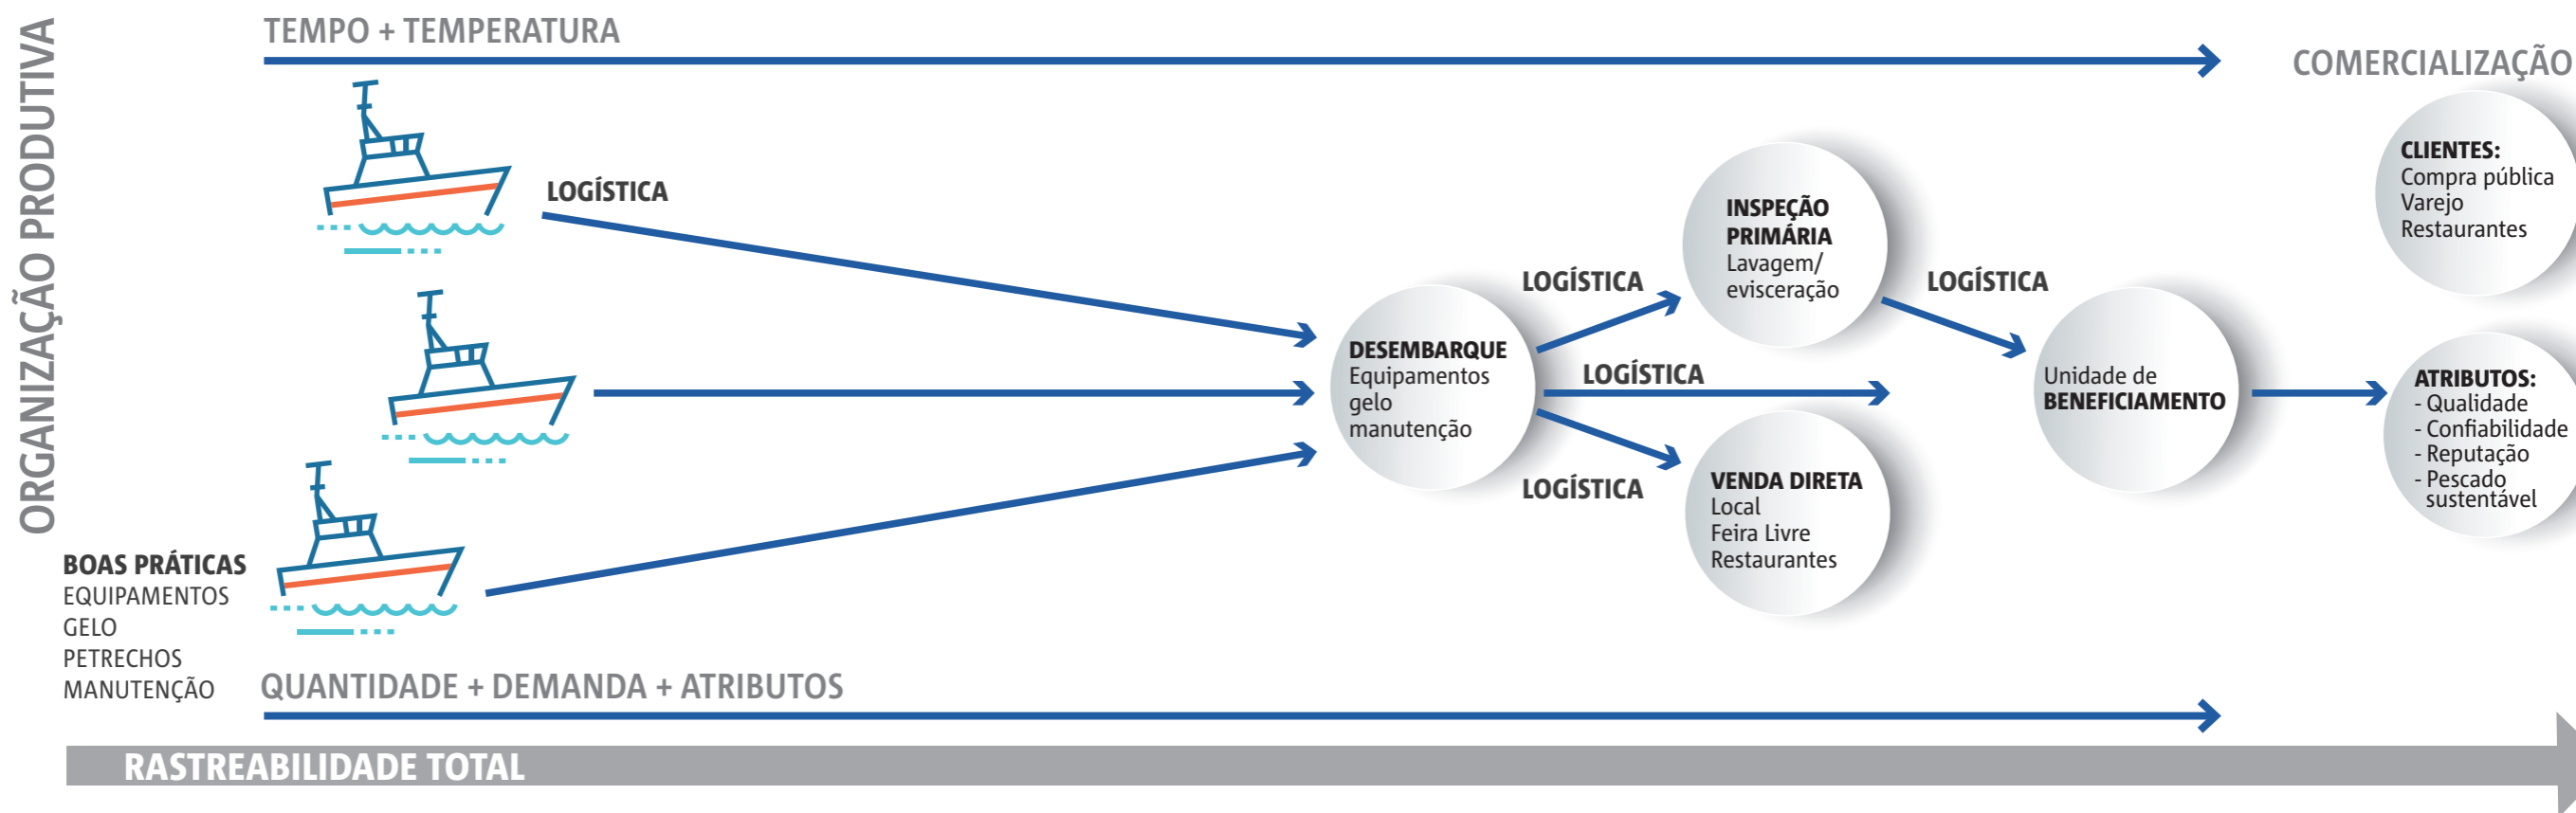 ORGANIZAÇÃO PRODUTIVA
TEMPO + TEMPERATURA
COMERCIALIZAÇÃO
LOGÍSTICA
BOAS PRÁTICAS
EQUIPAMENTOS
GELO
PETRECHOS
MANUTENÇÃO
DESEMBARQUE
Equipamentos
gelo
manutenção
LOGÍSTICA
LOGÍSTICA
LOGÍSTICA
INSPEÇÃO
PRIMÁRIA
Lavagem/
evisceração
VENDA DIRETA
Local
Feira Livre
Restaurantes
LOGÍSTICA
Unidade de
BENEFICIAMENTO
CLIENTES:
Compra pública
Varejo
Restaurantes
ATRIBUTOS:
- Qualidade
- Confiabilidade
- Reputação
- Pescado
sustentável
QUANTIDADE + DEMANDA + ATRIBUTOS
RASTREABILIDADE TOTAL